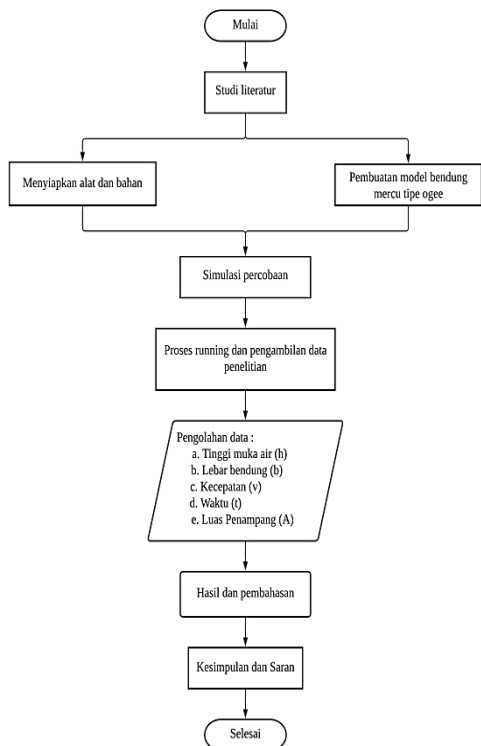 Mulai
Studi literatur
Menyiapkan alat dan bahan
Pembuatan model bendung
mercu tipe ogee
Simulasi percobaan
Proses running dan pengambilan data
penelitian
Pengolahan data :
a. Tinggi muka air (h)
b. Lebar bendung (b)
c. Kecepatan (v)
d. Waktu (t)
e. Luas Penampang (A)
Hasil dan pembahasan
Kesimpulan dan Saran
Selesai